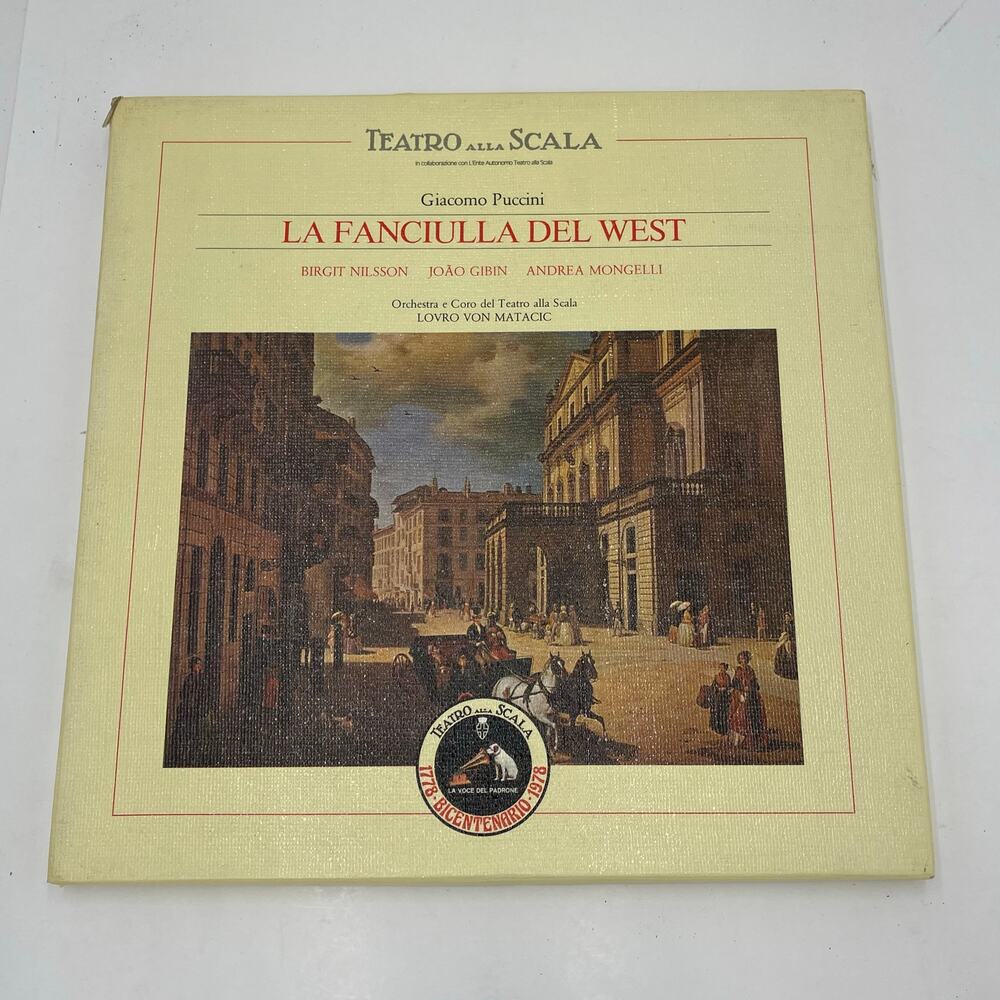 TEATRO ALLA SCALA
in collaborazione con L'Ente Autonomo Teatro alla Scala
Giacomo Puccini
LA FANCIULLA DEL WEST
BIRGIT NILSSON JOÃO GIBIN ANDREA MONGELLI
Orchestra e Coro del Teatro alla Scala
LOVRO VON MATACIC
TEATRO ALLA SCALA
LA VOCE DEL PADRONE
1778·BICENTENARIO·1978